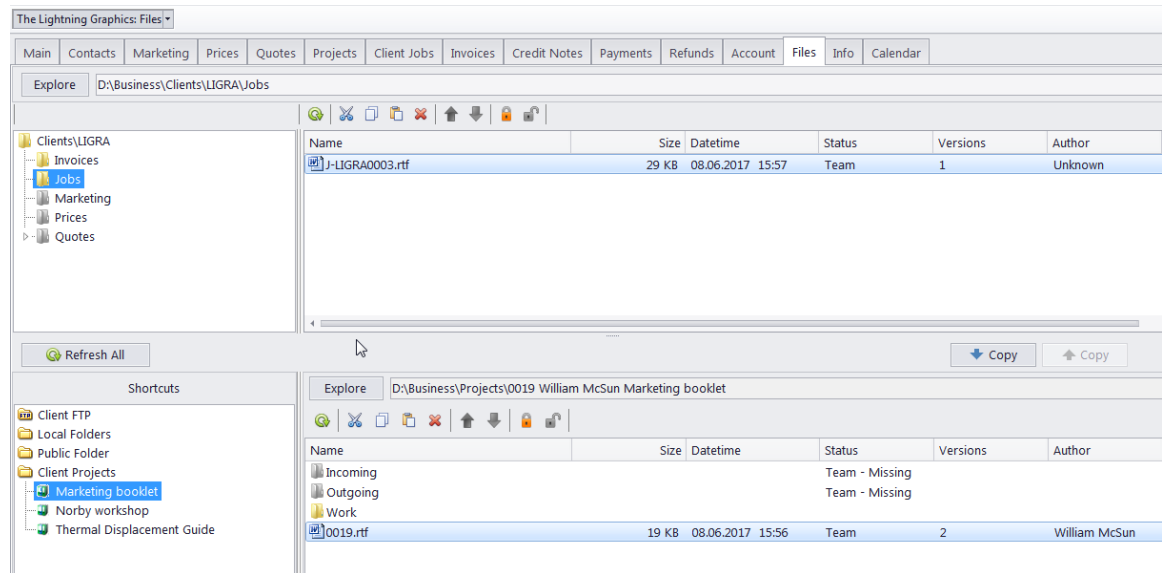 The Lightning Graphics: Files
Main Contacts Marketing Prices Quotes Projects Client Jobs Invoices Credit Notes Payments Refunds Account Files Info Calendar
Explore D:\Business\Clients\LIGRA\Jobs
Clients\LIGRA
Invoices
Jobs
Marketing
Prices
Quotes
Name Size Datetime Status Versions Author
J-LIGRA0003.rtf 29 KB 08.06.2017 15:57 Team 1 Unknown
Refresh All
Copy Copy
Shortcuts
FTP Client FTP
Local Folders
Public Folder
Client Projects
Marketing booklet
Norby workshop
Thermal Displacement Guide
Explore D:\Business\Projects\0019 William McSun Marketing booklet
Name Size Datetime Status Versions Author
Incoming Team - Missing
Outgoing Team - Missing
Work
0019.rtf 19 KB 08.06.2017 15:56 Team 2 William McSun